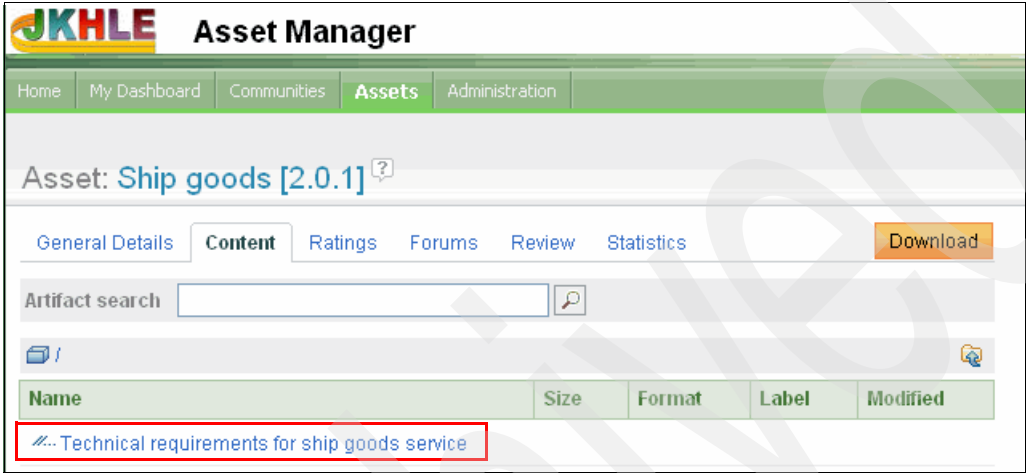 JKHLE Asset Manager
Home My Dashboard Communities Assets Administration
Asset: Ship goods [2.0.1] ?
General Details Content Ratings Forums Review Statistics Download
Artifact search
/
Name Size Format Label Modified
//... Technical requirements for ship goods service